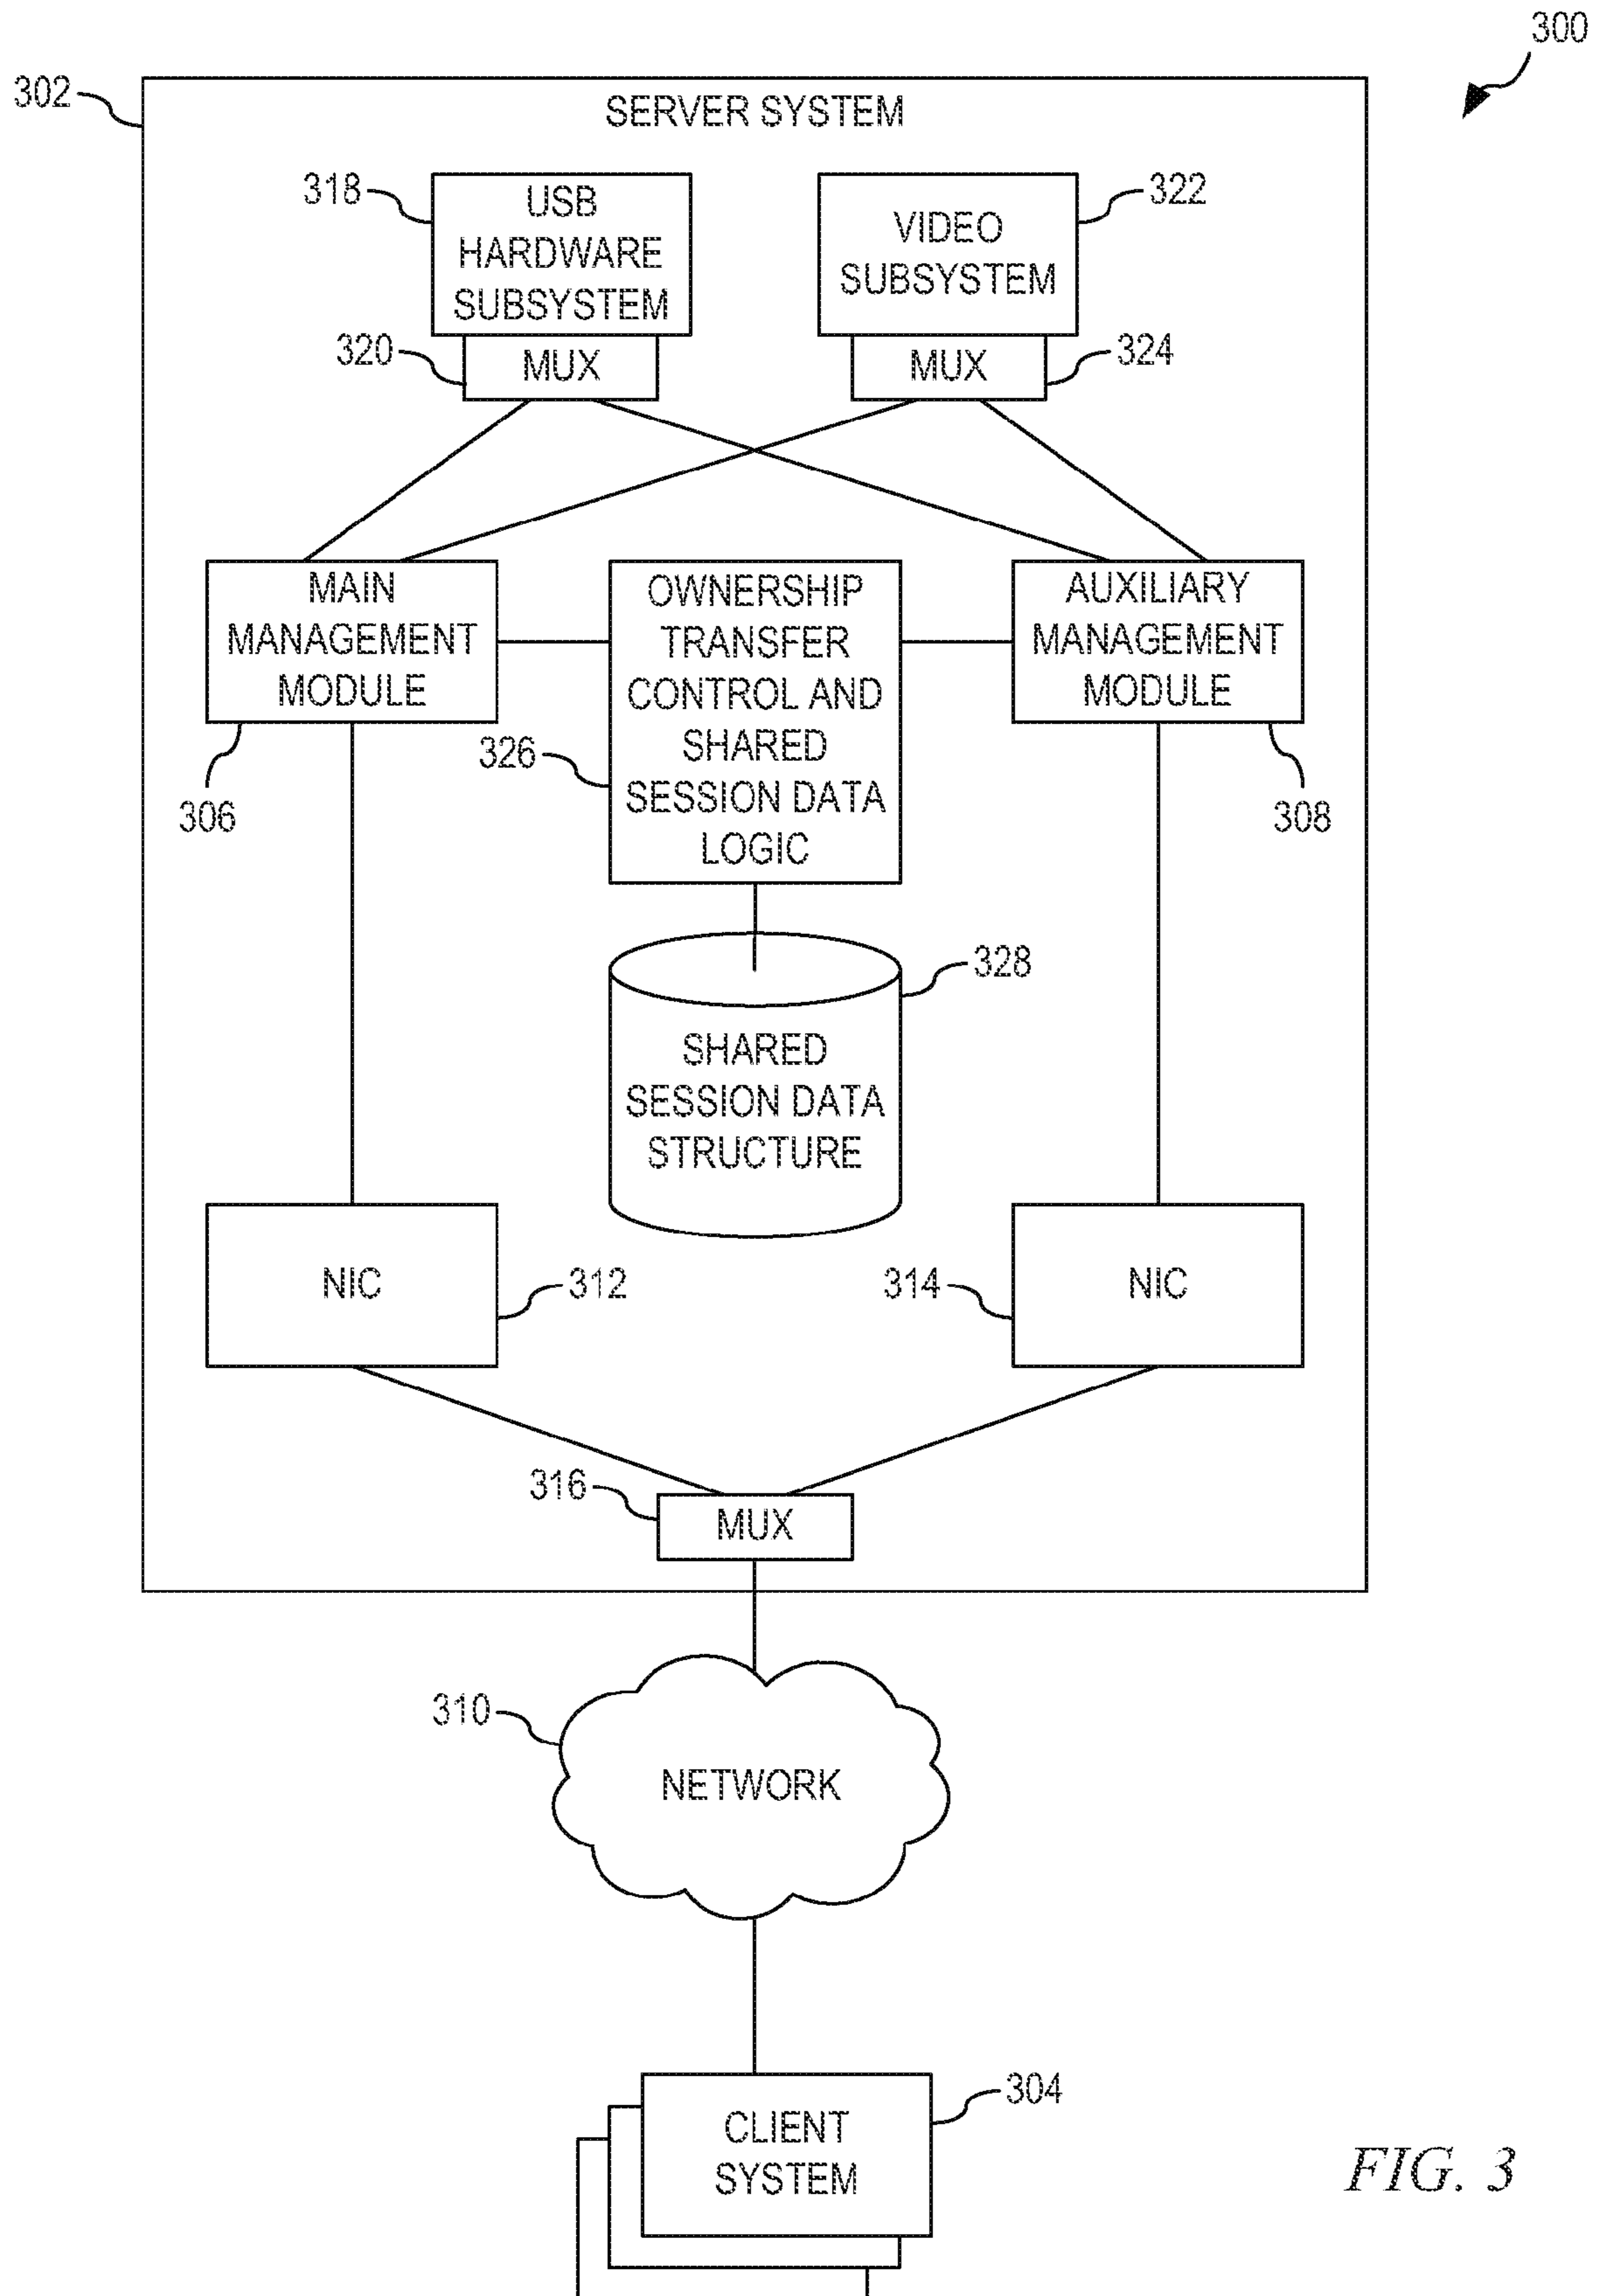 300
302
SERVER SYSTEM
318
USB
HARDWARE
SUBSYSTEM
322
VIDEO
SUBSYSTEM
320
MUX
MUX
324
MAIN
MANAGEMENT
MODULE
306
OWNERSHIP
TRANSFER
CONTROL AND
SHARED
SESSION DATA
LOGIC
326
AUXILIARY
MANAGEMENT
MODULE
308
328
SHARED
SESSION DATA
STRUCTURE
NIC
312
314
NIC
316
MUX
310
NETWORK
304
CLIENT
SYSTEM
FIG. 3